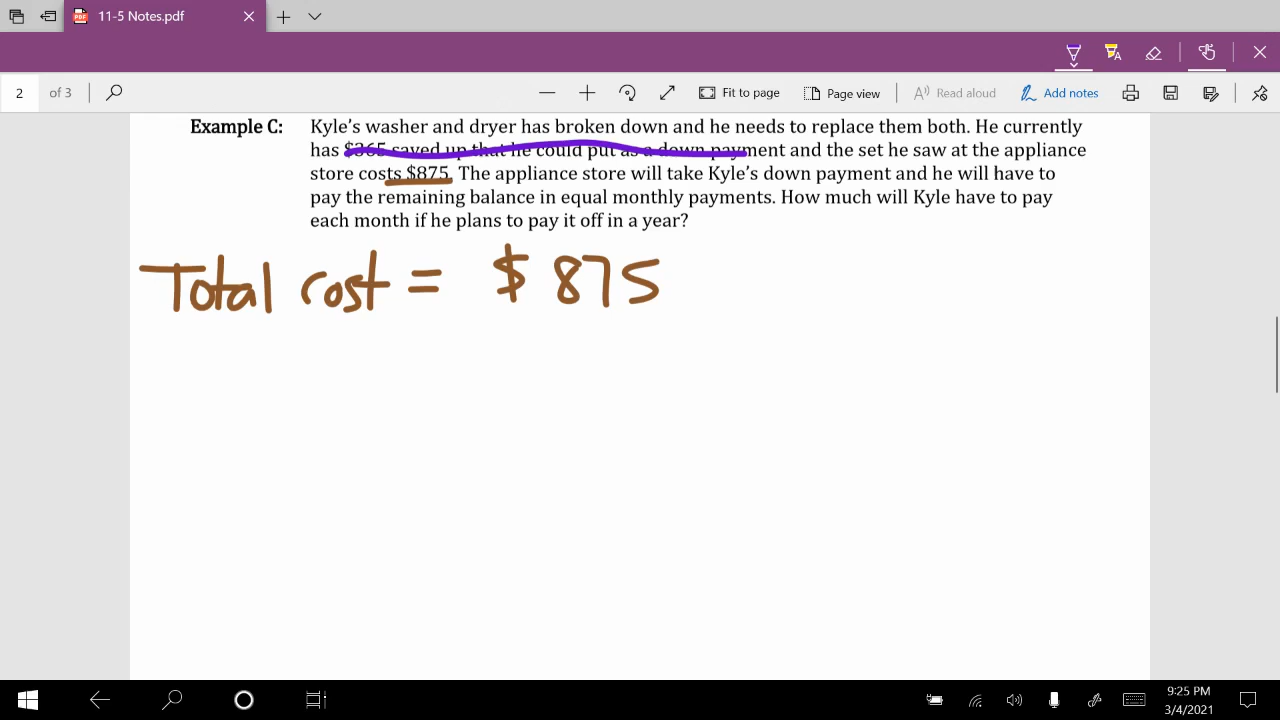 11-5 Notes.pdf
2 of 3
Fit to page
Page view
Read aloud
Add notes
Example C: Kyle's washer and dryer has broken down and he needs to replace them both. He currently
has $365 saved up that he could put as a down payment and the set he saw at the appliance
store costs $875. The appliance store will take Kyle's down payment and he will have to
pay the remaining balance in equal monthly payments. How much will Kyle have to pay
each month if he plans to pay it off in a year?
Total cost = $ 875
9:25 PM
3/4/2021